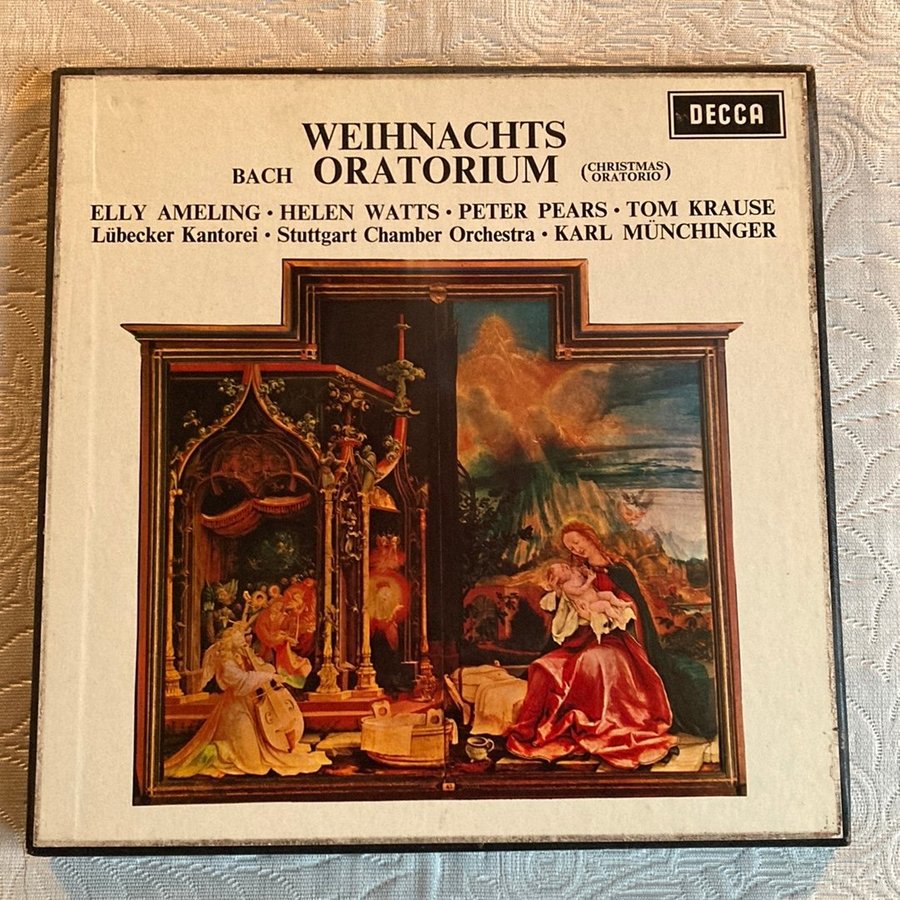 DECCA
WEIHNACHTS
BACH ORATORIUM (CHRISTMAS ORATORIO)
ELLY AMELING · HELEN WATTS · PETER PEARS · TOM KRAUSE
Lübecker Kantorei · Stuttgart Chamber Orchestra · KARL MÜNCHINGER